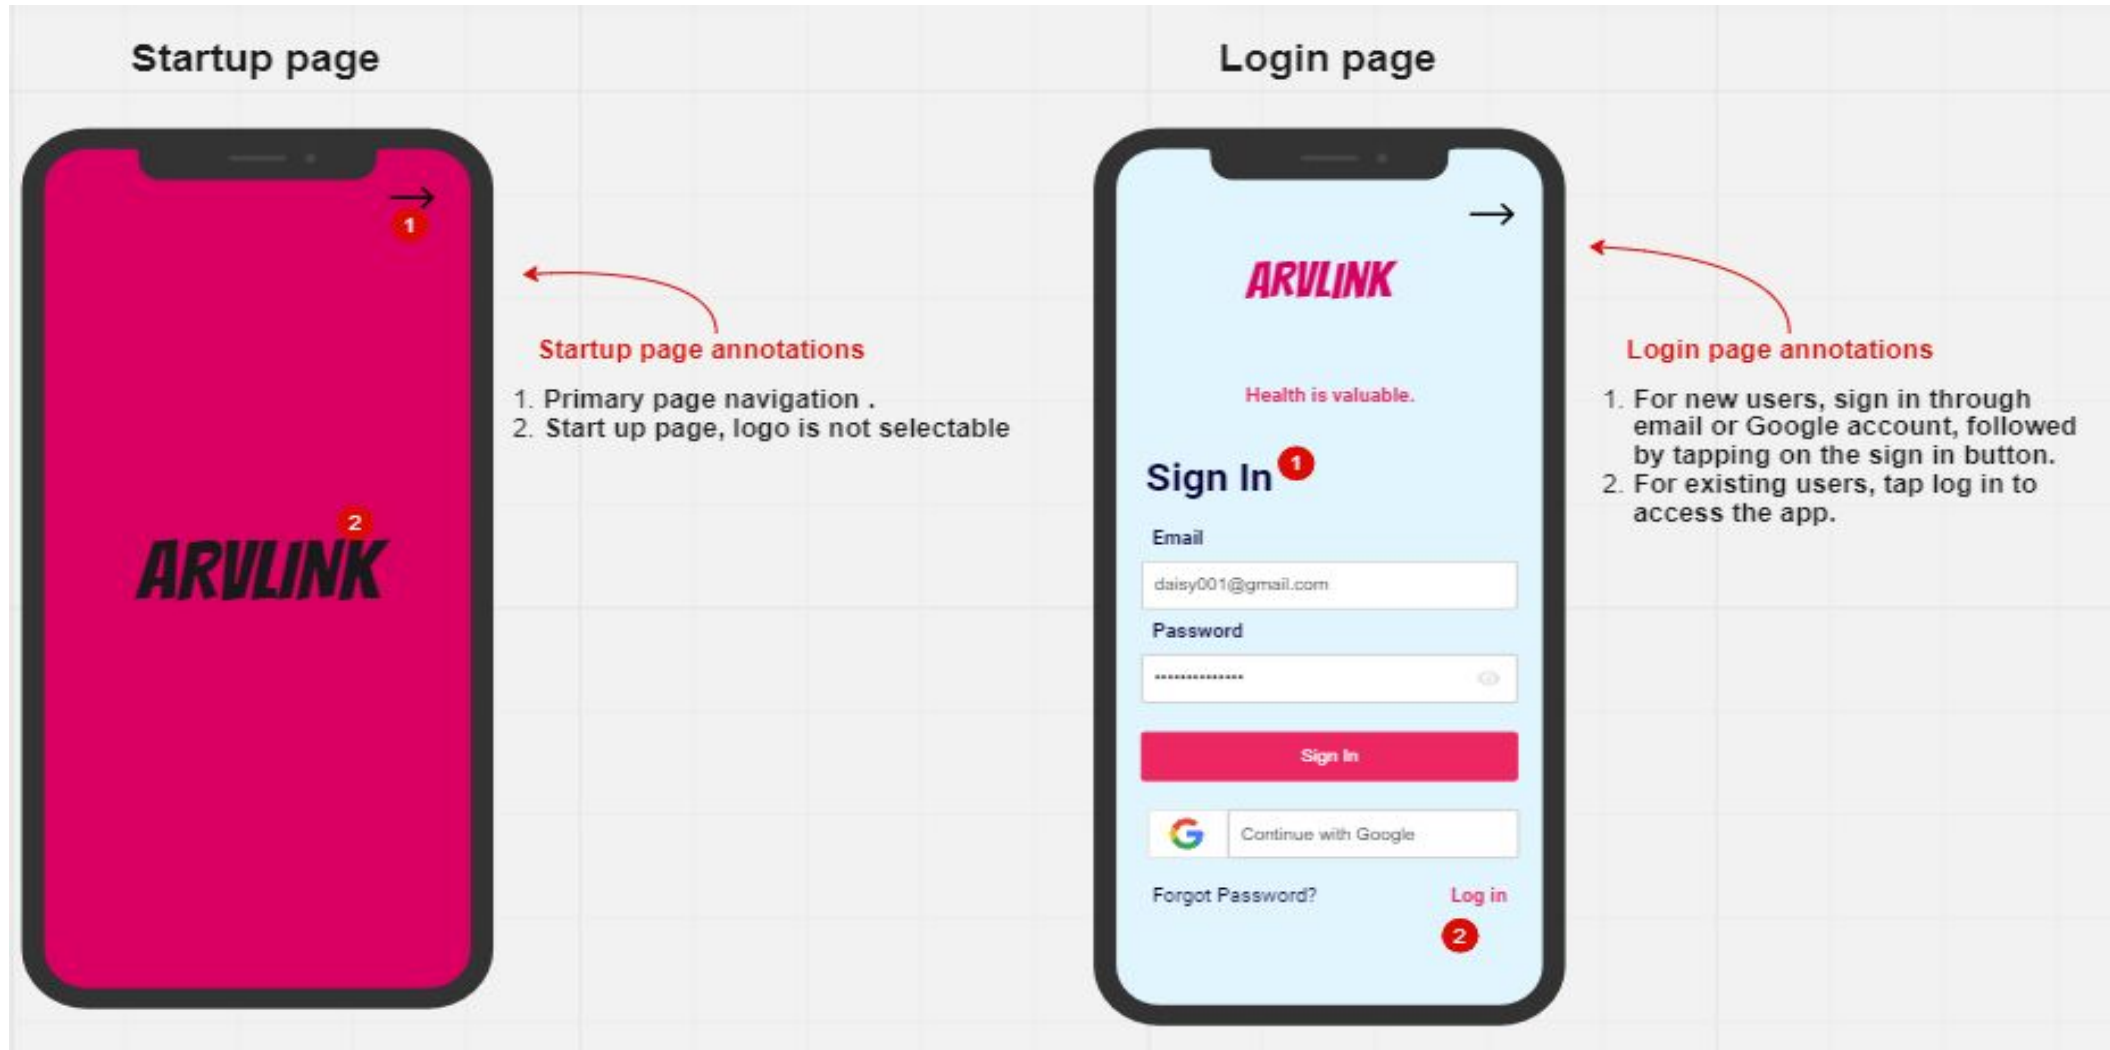 Startup page
1
2
ARVLINK
Startup page annotations
1. Primary page navigation .
2. Start up page, logo is not selectable
Login page
ARVLINK
Health is valuable.
Sign In 1
Email
daisy001@gmail.com
Password
••••••••••••••
Sign In
G Continue with Google
Forgot Password? Log in
2
Login page annotations
1. For new users, sign in through
email or Google account, followed
by tapping on the sign in button.
2. For existing users, tap log in to
access the app.